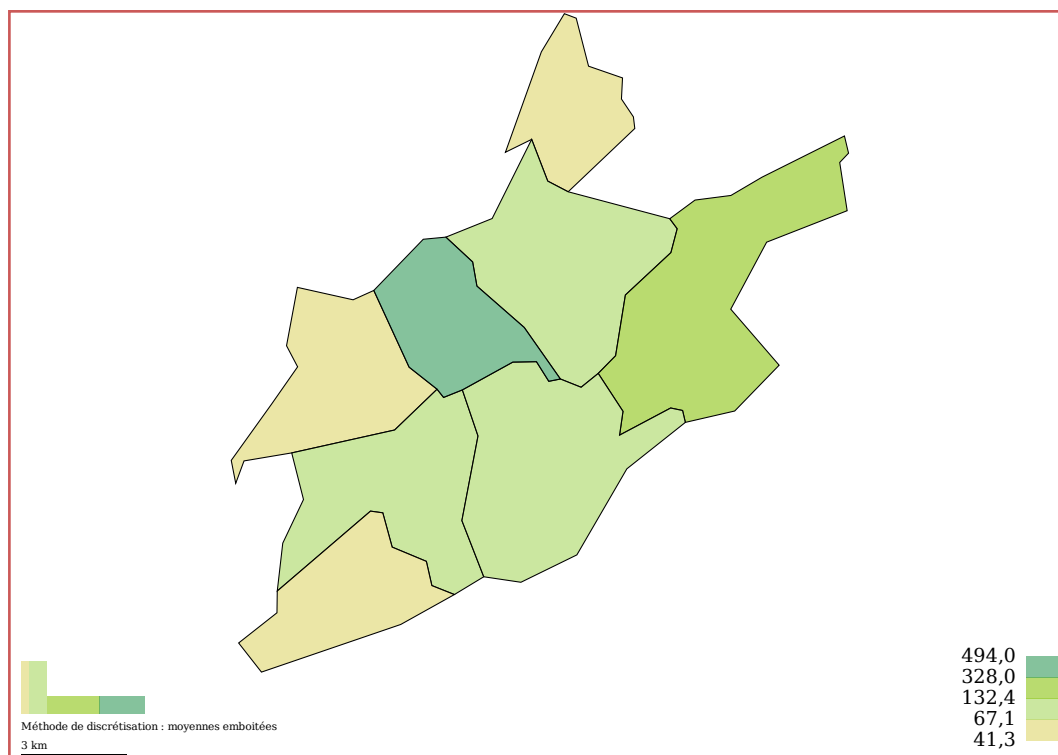 494,0
328,0
132,4
67,1
41,3
Méthode de discrétisation : moyennes emboitées
3 km